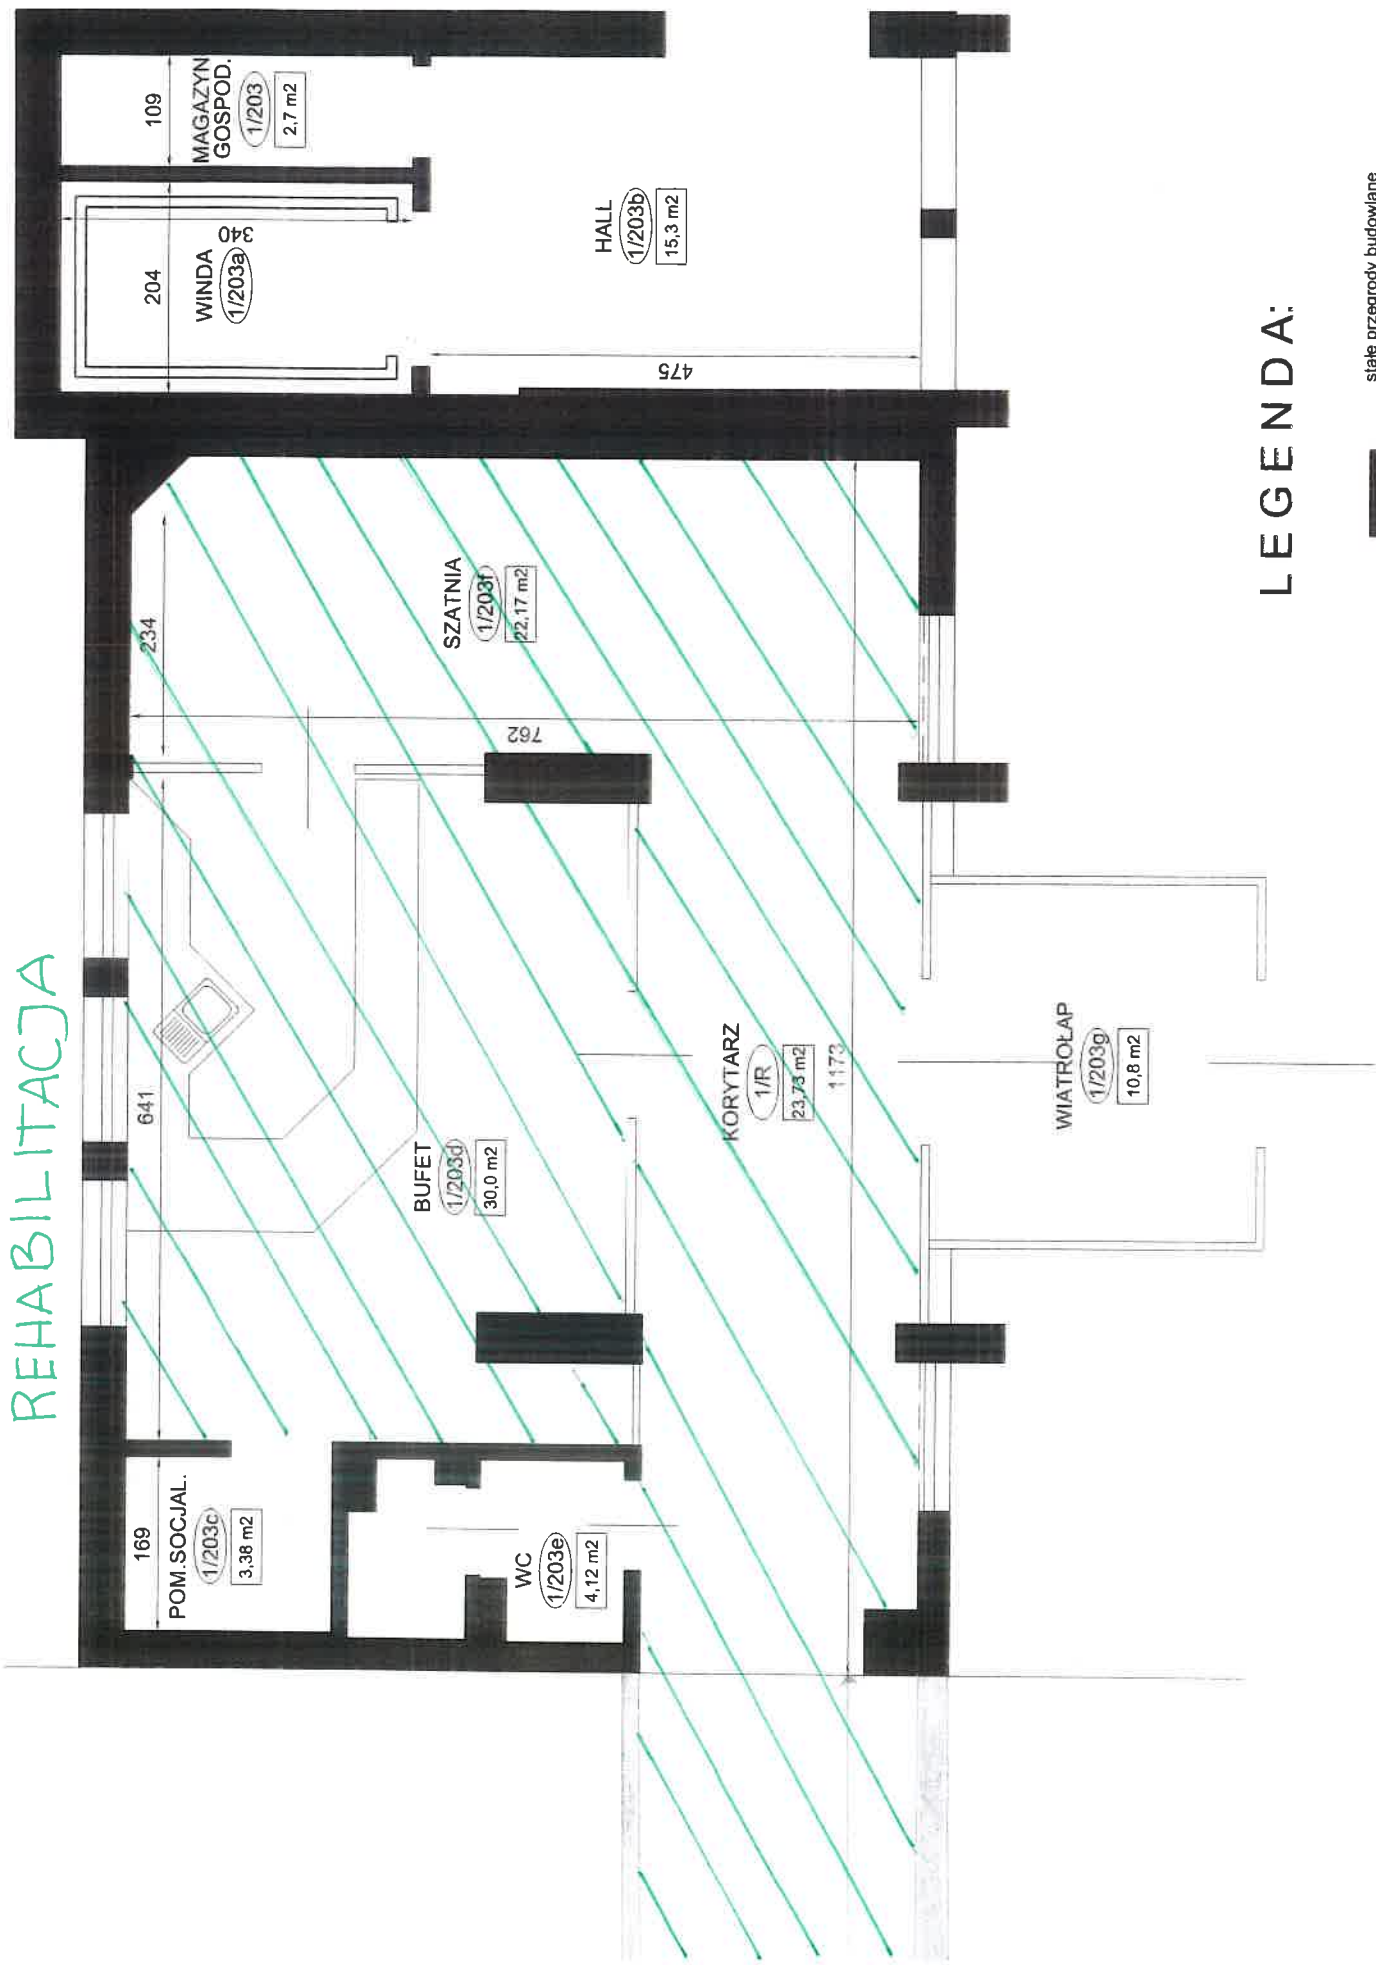 REHABILITACJA
169
POM.SOCJAL.
1/203c
3,38 m2
641
234
204
WINDA
1/203a
340
109
MAGAZYN
GOSPOD.
1/203
2,7 m2
BUFET
1/203d
30,0 m2
SZATNIA
1/203f
22,17 m2
762
WC
1/203e
4,12 m2
HALL
1/203b
15,3 m2
475
KORYTARZ
1/R
23,73 m2
1173
WIATROŁAP
1/203g
10,8 m2
LEGENDA:
stałe przegrody budowlane